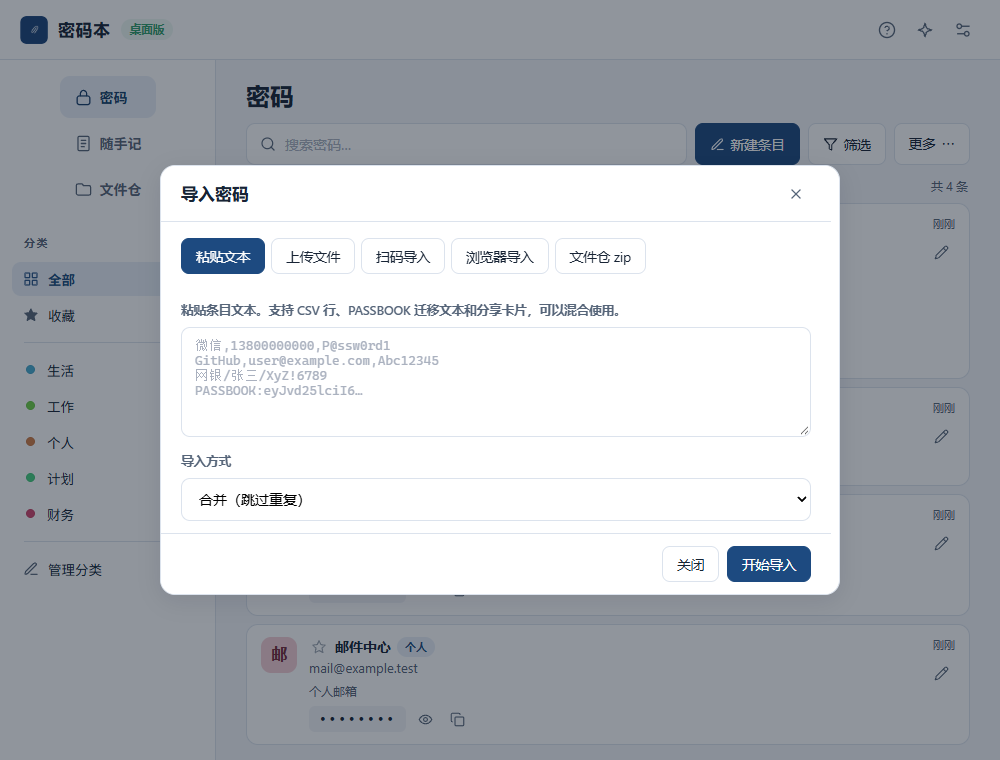 密码本 桌面版
密码
随手记
文件仓
分类
全部
收藏
生活
工作
个人
计划
财务
管理分类
密码
搜索密码...
新建条目
筛选
更多 ...
共 4 条
刚刚
导入密码
粘贴文本
上传文件
扫码导入
浏览器导入
文件仓 zip
粘贴条目文本。支持 CSV 行、PASSBOOK 迁移文本和分享卡片，可以混合使用。
微信,13800000000,P@ssw0rd1
GitHub,user@example.com,Abc12345
网银/张三/XyZ!6789
PASSBOOK:eyJvd25lciI6…
导入方式
合并（跳过重复）
关闭
开始导入
刚刚
刚刚
邮
邮件中心 个人
刚刚
mail@example.test
个人邮箱
••••••••